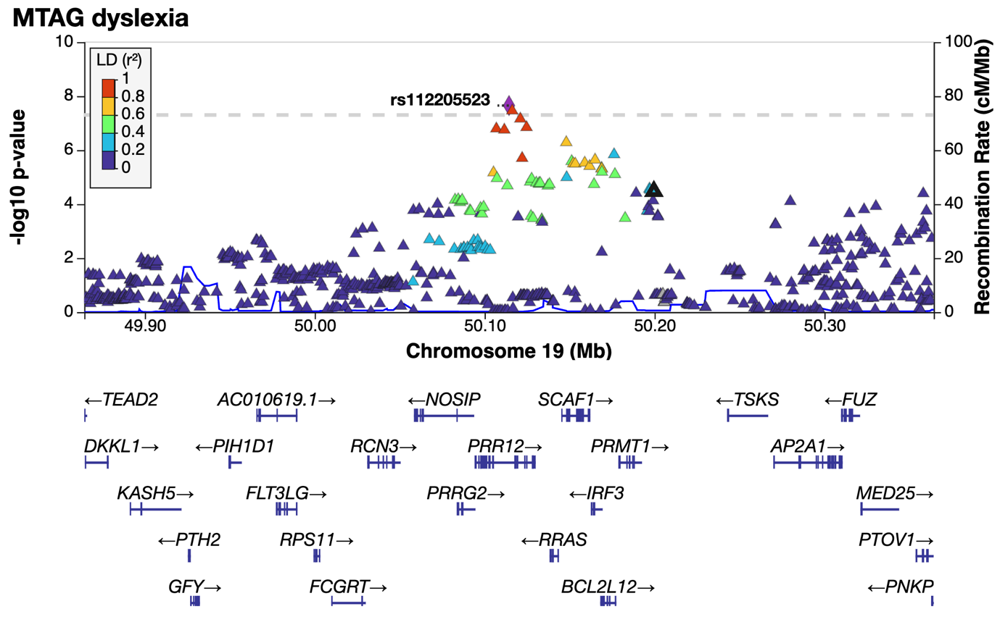 MTAG dyslexia
10 100
LD (r²)
1
0.8
0.6
0.4
0.2
0
rs112205523
8 80
6 60
4 40
2 20
0 0
-log10 p-value
Recombination Rate (cM/Mb)
49.90 50.00 50.10 50.20 50.30
Chromosome 19 (Mb)
←TEAD2 AC010619.1→ ←NOSIP SCAF1→ ←TSKS ←FUZ
DKKL1→ ←PIH1D1 RCN3→ PRR12→ PRMT1→ AP2A1→
KASH5→ FLT3LG→ PRRG2→ ←IRF3 MED25→
←PTH2 RPS11→ ←RRAS PTOV1→
GFY→ FCGRT→ BCL2L12→ ←PNKP